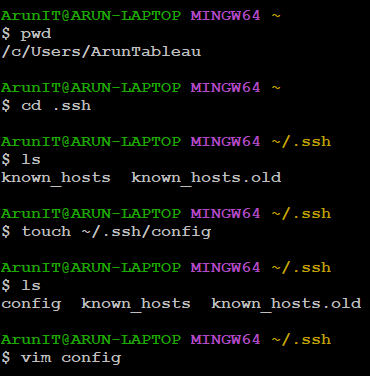 ArunIT@ARUN-LAPTOP MINGW64 ~
$ pwd
/c/Users/ArunTableau
ArunIT@ARUN-LAPTOP MINGW64 ~
$ cd .ssh
ArunIT@ARUN-LAPTOP MINGW64 ~/.ssh
$ ls
known_hosts  known_hosts.old
ArunIT@ARUN-LAPTOP MINGW64 ~/.ssh
$ touch ~/.ssh/config
ArunIT@ARUN-LAPTOP MINGW64 ~/.ssh
$ ls
config  known_hosts  known_hosts.old
ArunIT@ARUN-LAPTOP MINGW64 ~/.ssh
$ vim config